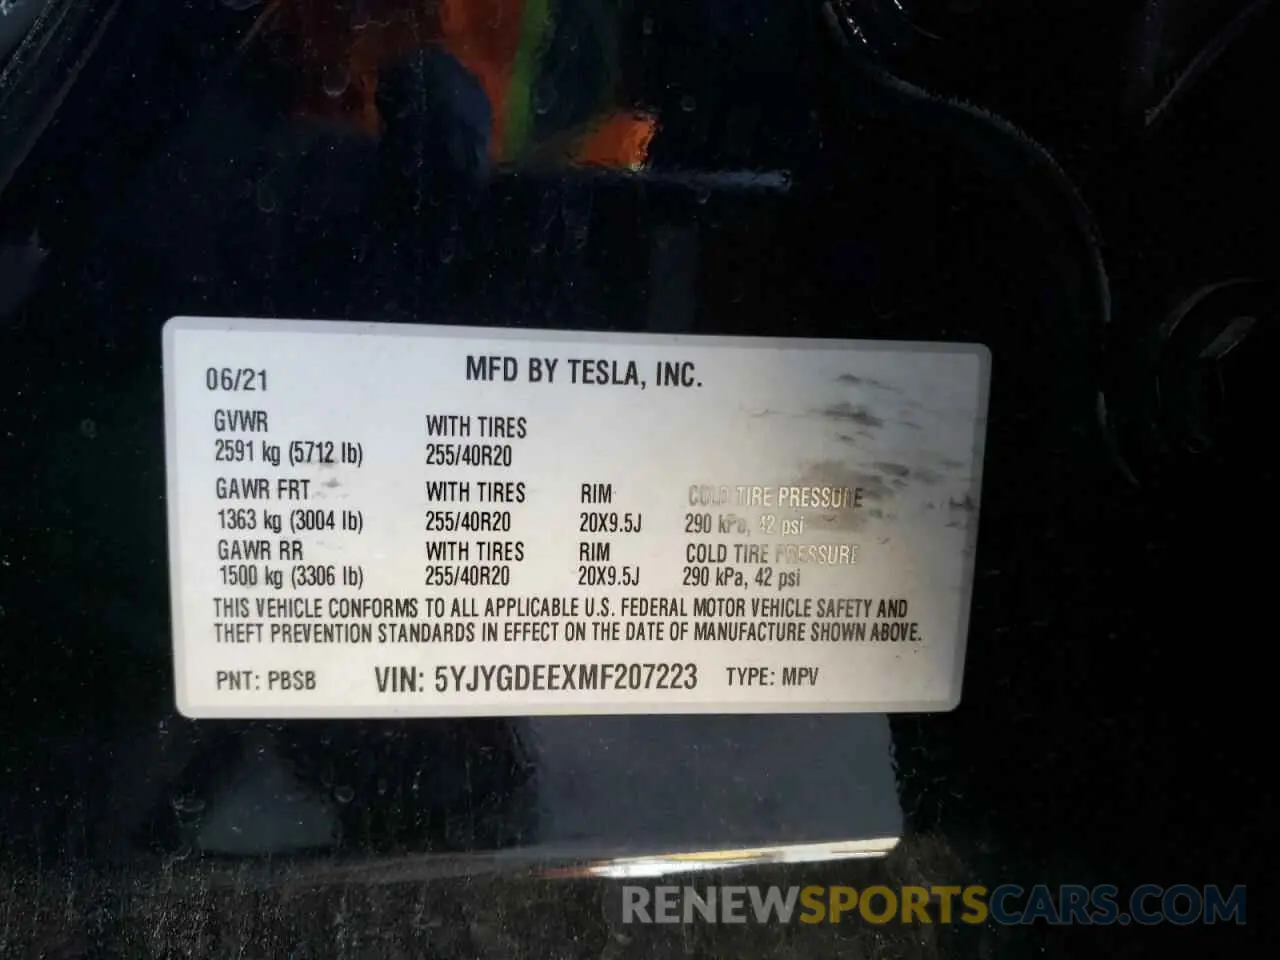 06/21 MFD BY TESLA, INC.
GVWR WITH TIRES
2591 kg (5712 lb) 255/40R20
GAWR FRT WITH TIRES RIM COLD TIRE PRESSURE
1363 kg (3004 lb) 255/40R20 20X9.5J 290 kPa, 42 psi
GAWR RR WITH TIRES RIM COLD TIRE PRESSURE
1500 kg (3306 lb) 255/40R20 20X9.5J 290 kPa, 42 psi
THIS VEHICLE CONFORMS TO ALL APPLICABLE U.S. FEDERAL MOTOR VEHICLE SAFETY AND
THEFT PREVENTION STANDARDS IN EFFECT ON THE DATE OF MANUFACTURE SHOWN ABOVE.
PNT: PBSB VIN: 5YJYGDEEXMF207223 TYPE: MPV
RENEWSPORTSCARS.COM